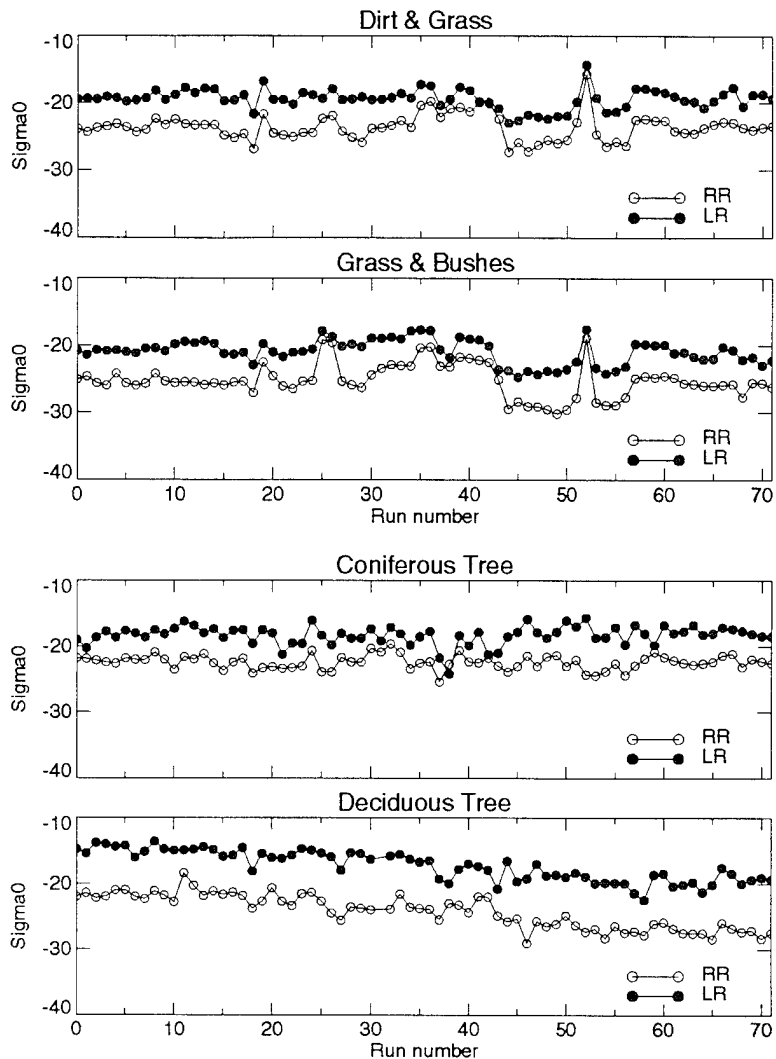 Dirt & Grass
-10
-20
-30
-40
Sigma0
RR
LR
Grass & Bushes
-10
-20
-30
-40
Sigma0
RR
LR
0 10 20 30 40 50 60 70
Run number
Coniferous Tree
-10
-20
-30
-40
Sigma0
RR
LR
Deciduous Tree
-10
-20
-30
-40
Sigma0
RR
LR
0 10 20 30 40 50 60 70
Run number